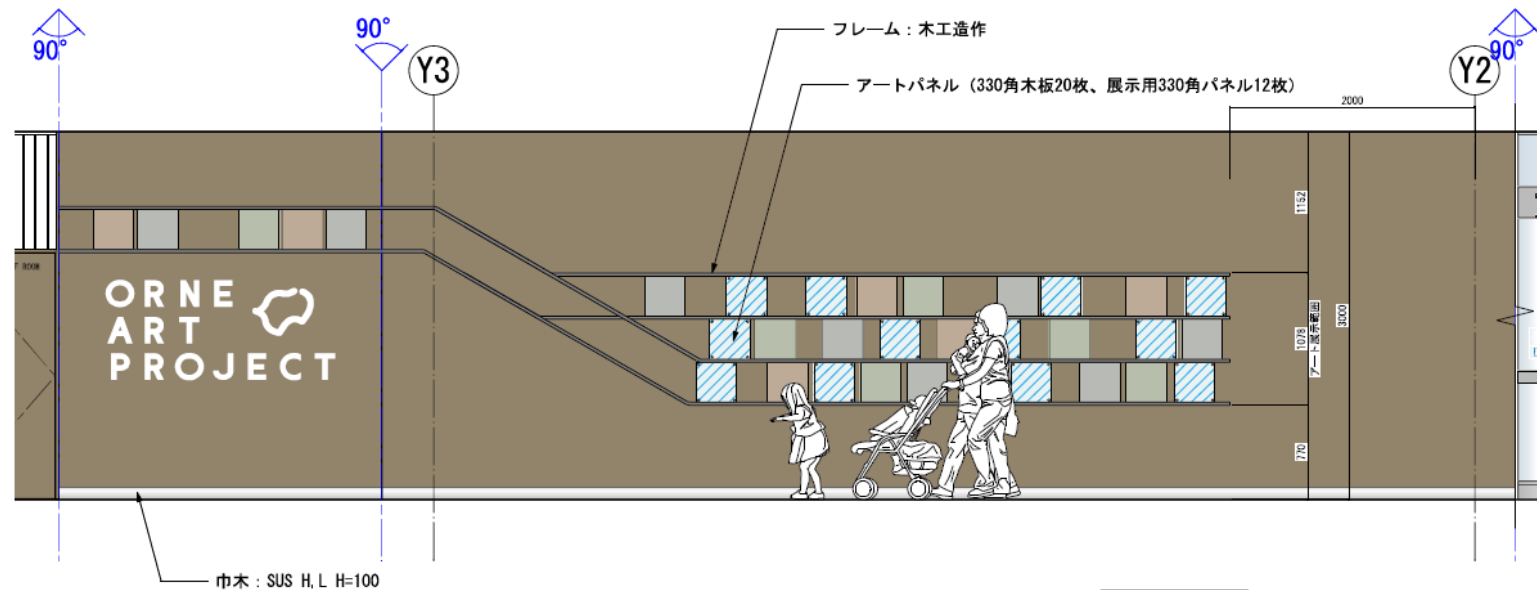 90°
90°
90°
Y3
Y2
フレーム：木工造作
アートパネル（330角木板20枚、展示用330角パネル12枚）
2000
1152
1078
アート展示範囲
3000
770
ORNE
ART
PROJECT
巾木：SUS H,L H=100